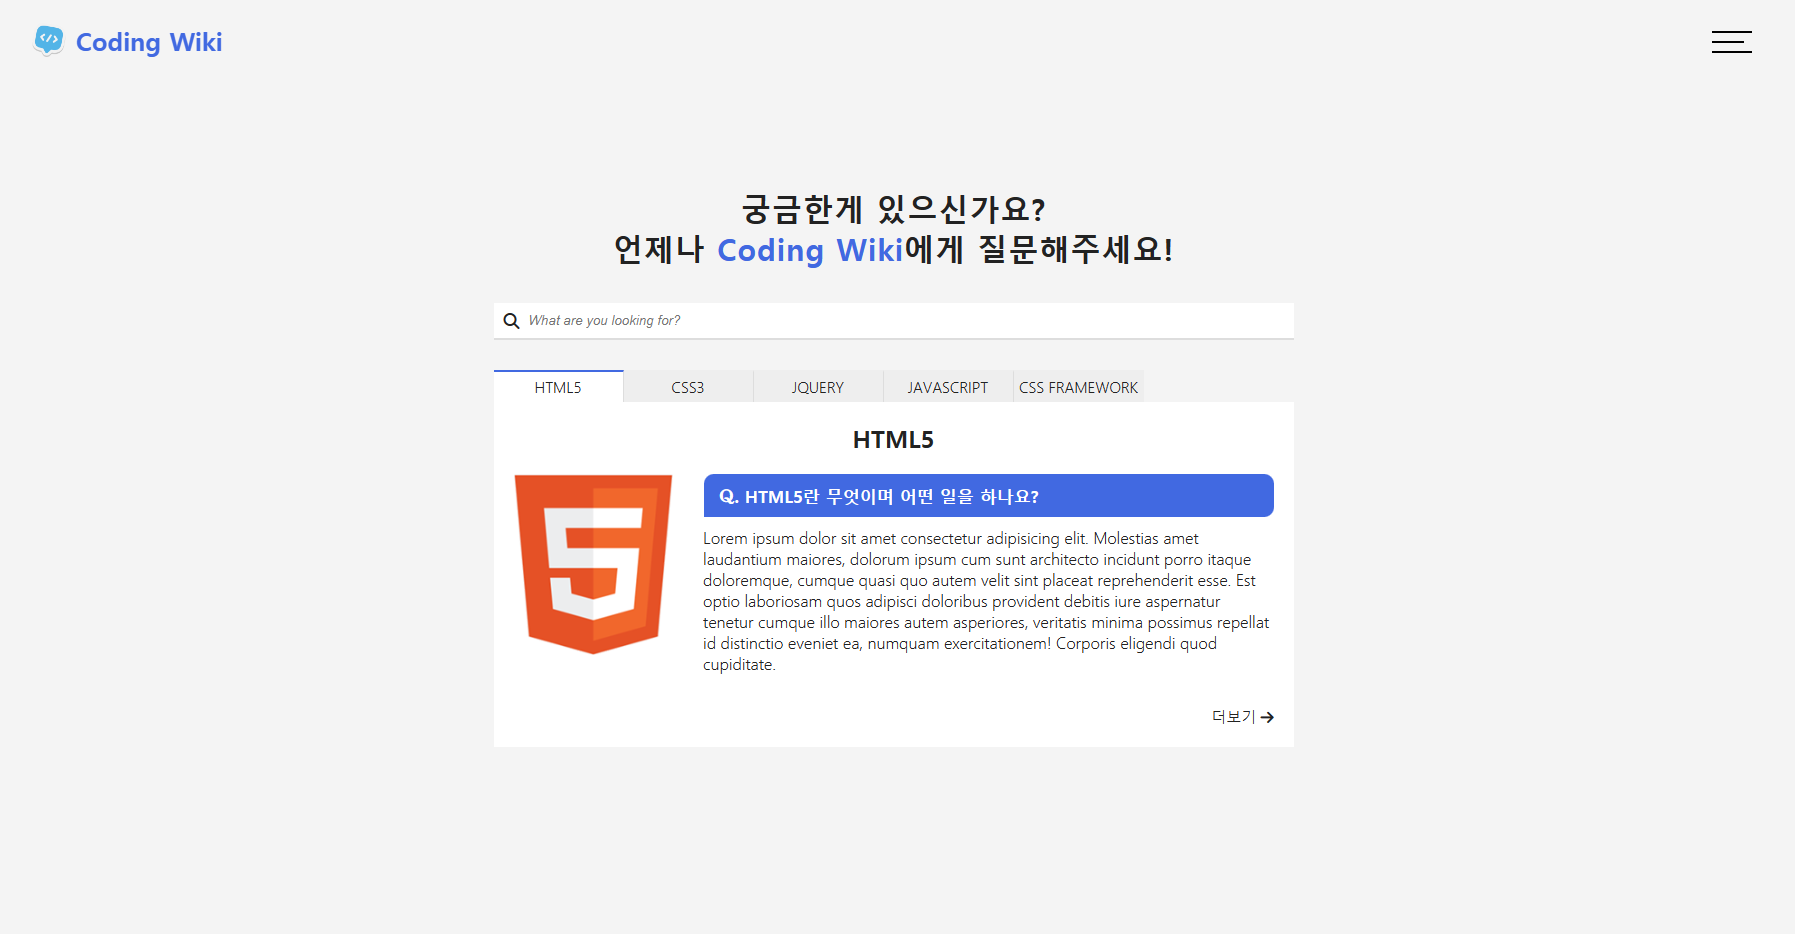 Coding Wiki
궁금한게 있으신가요?
언제나 Coding Wiki에게 질문해주세요!
What are you looking for?
HTML5
CSS3
JQUERY
JAVASCRIPT
CSS FRAMEWORK
HTML5
Q. HTML5란 무엇이며 어떤 일을 하나요?
Lorem ipsum dolor sit amet consectetur adipisicing elit. Molestias amet
laudantium maiores, dolorum ipsum cum sunt architecto incidunt porro itaque
doloremque, cumque quasi quo autem velit sint placeat reprehenderit esse. Est
optio laboriosam quos adipisci doloribus provident debitis iure aspernatur
tenetur cumque illo maiores autem asperiores, veritatis minima possimus repellat
id distinctio eveniet ea, numquam exercitationem! Corporis eligendi quod
cupiditate.
더보기